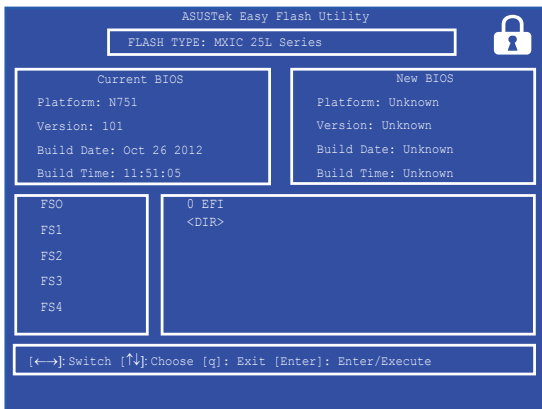 ASUSTek Easy Flash Utility
FLASH TYPE: MXIC 25L Series
Current BIOS
Platform: N751
Version: 101
Build Date: Oct 26 2012
Build Time: 11:51:05
New BIOS
Platform: Unknown
Version: Unknown
Build Date: Unknown
Build Time: Unknown
FSO
FS1
FS2
FS3
FS4
0 EFI
<DIR>
[←→]: Switch [↑↓]: Choose [q]: Exit [Enter]: Enter/Execute